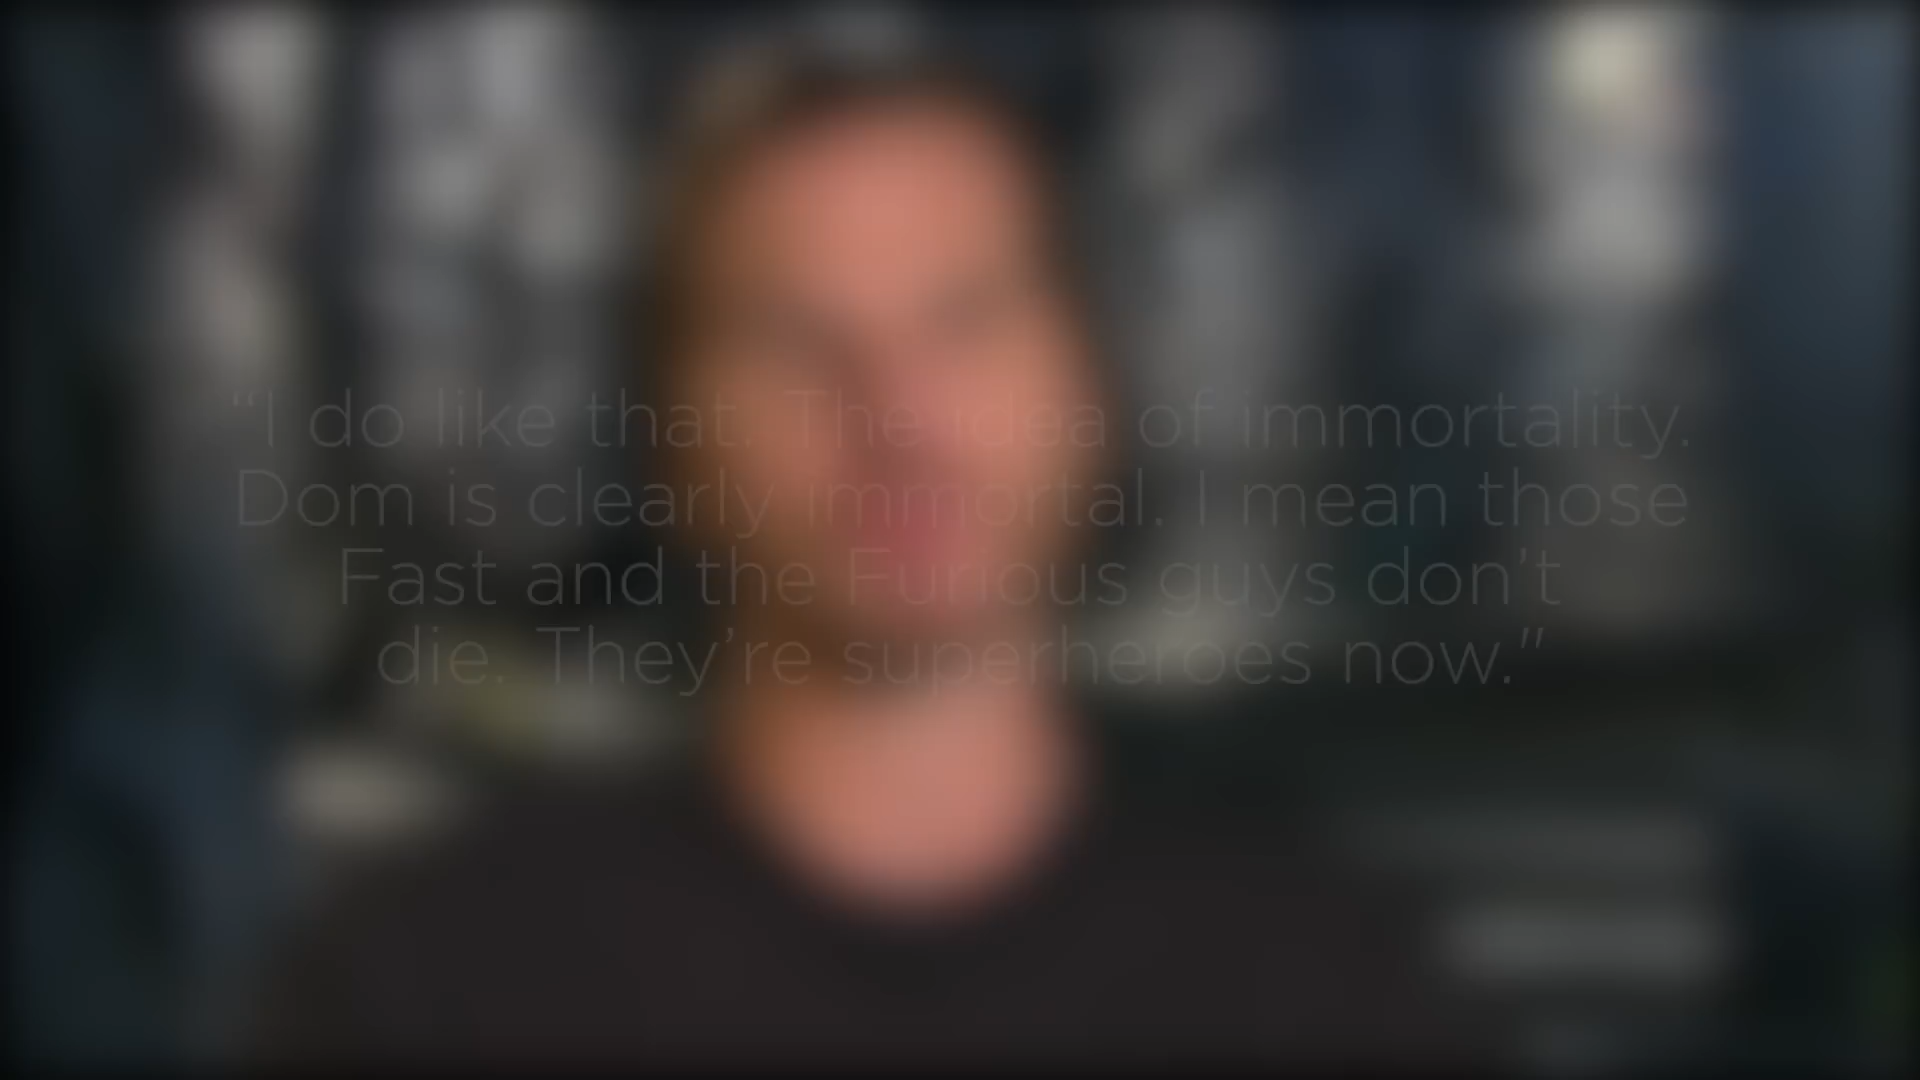 “I do like that. The idea of immortality.
Dom is clearly immortal. I mean those
Fast and the Furious guys don’t
die. They’re superheroes now.”